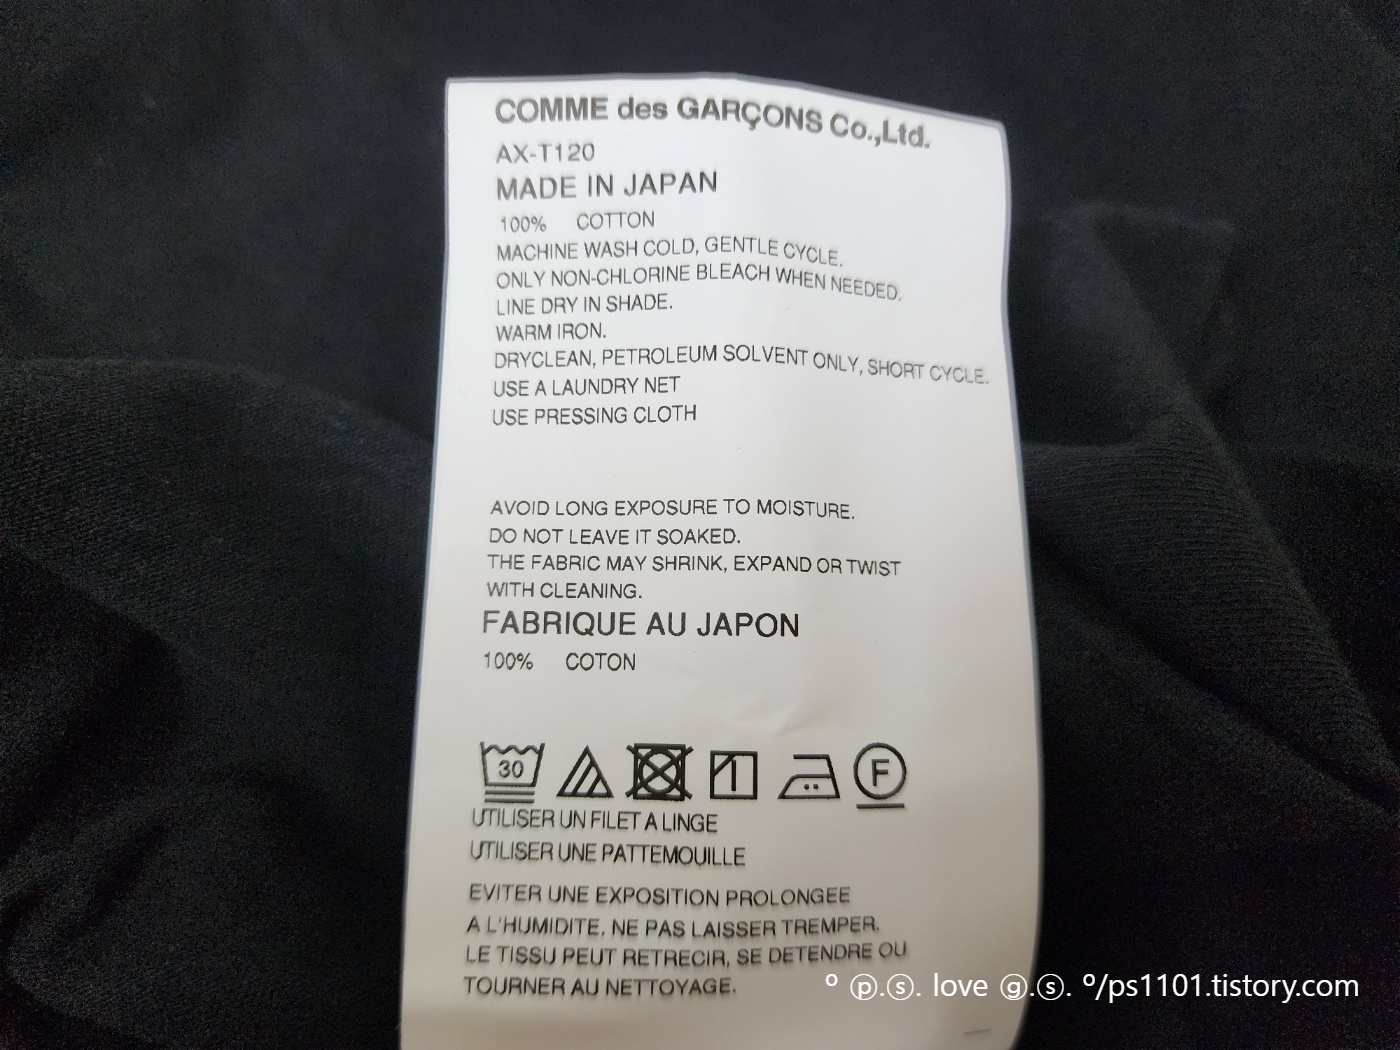 COMME des GARÇONS Co.,Ltd.
AX-T120
MADE IN JAPAN
100% COTTON
MACHINE WASH COLD, GENTLE CYCLE.
ONLY NON-CHLORINE BLEACH WHEN NEEDED.
LINE DRY IN SHADE.
WARM IRON.
DRYCLEAN, PETROLEUM SOLVENT ONLY, SHORT CYCLE.
USE A LAUNDRY NET
USE PRESSING CLOTH
AVOID LONG EXPOSURE TO MOISTURE.
DO NOT LEAVE IT SOAKED.
THE FABRIC MAY SHRINK, EXPAND OR TWIST
WITH CLEANING.
FABRIQUE AU JAPON
100% COTON
30 F
UTILISER UN FILET A LINGE
UTILISER UNE PATTEMOUILLE
EVITER UNE EXPOSITION PROLONGEE
A L'HUMIDITE, NE PAS LAISSER TREMPER.
LE TISSU PEUT RETRECIR, SE DETENDRE OU
TOURNER AU NETTOYAGE.
º ⓟ.ⓢ. love ⓖ.ⓢ. º/ps1101.tistory.com